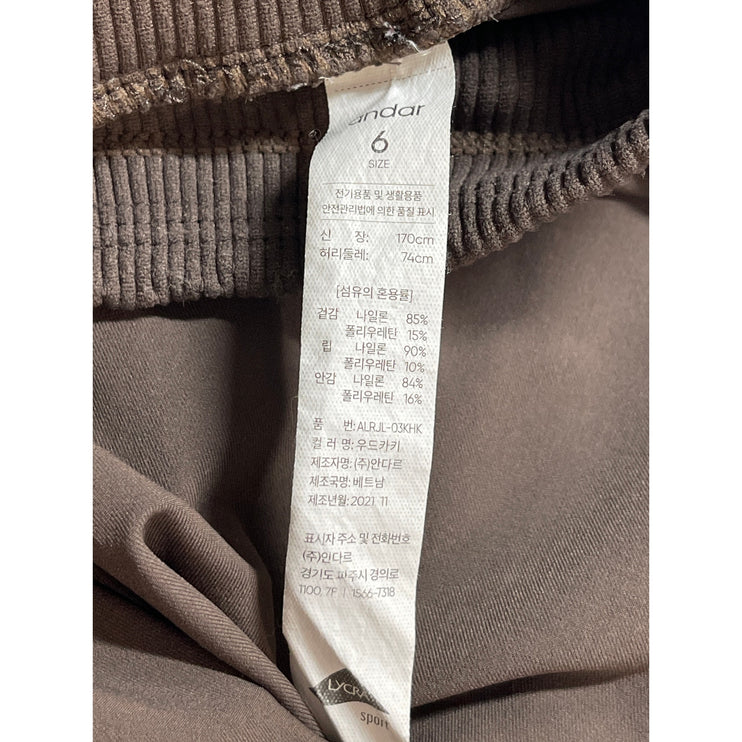 andar
6
SIZE
전기용품 및 생활용품
안전관리법에 의한 품질 표시
신 장: 170cm
허리둘레: 74cm
[섬유의 혼용률]
겉감 나일론 85%
폴리우레탄 15%
립 나일론 90%
폴리우레탄 10%
안감 나일론 84%
폴리우레탄 16%
품 번: ALRJL-03KHK
컬 러 명: 우드카키
제조자명: (주)안다르
제조국명: 베트남
제조년월: 2021 11
표시자 주소 및 전화번호
(주)안다르
경기도 파주시 경의로
1100, 7F | 1566-7318
LYCRA
sport